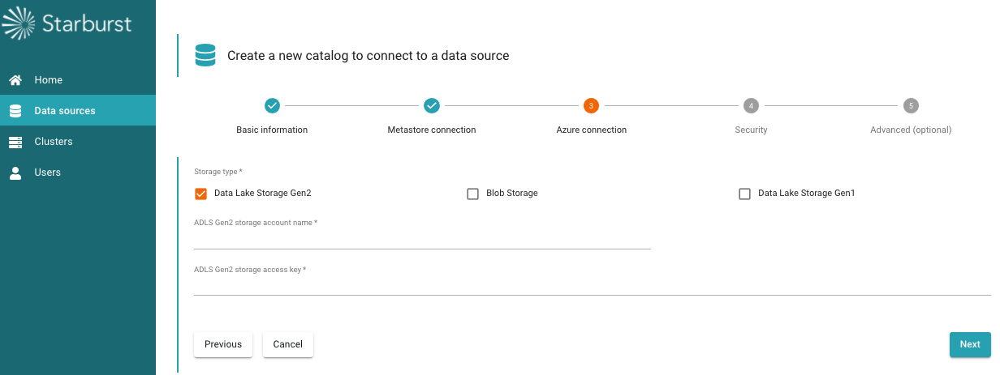 Starburst
Home
Data sources
Clusters
Users
Create a new catalog to connect to a data source
3 4 5
Basic information Metastore connection Azure connection Security Advanced (optional)
Storage type *
Data Lake Storage Gen2 Blob Storage Data Lake Storage Gen1
ADLS Gen2 storage account name *
ADLS Gen2 storage access key *
Previous Cancel Next